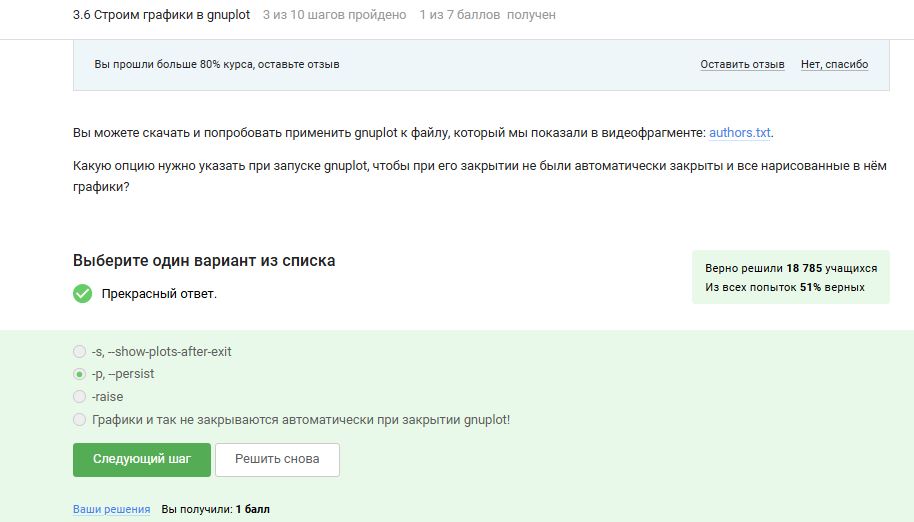 3.6 Строим графики в gnuplot 3 из 10 шагов пройдено 1 из 7 баллов получен
Вы прошли больше 80% курса, оставьте отзыв Оставить отзыв Нет, спасибо
Вы можете скачать и попробовать применить gnuplot к файлу, который мы показали в видеофрагменте: authors.txt.
Какую опцию нужно указать при запуске gnuplot, чтобы при его закрытии не были автоматически закрыты и все нарисованные в нём
графики?
Выберите один вариант из списка
Верно решили 18 785 учащихся
Из всех попыток 51% верных
Прекрасный ответ.
-s, --show-plots-after-exit
-p, --persist
-raise
Графики и так не закрываются автоматически при закрытии gnuplot!
Следующий шаг Решить снова
Ваши решения Вы получили: 1 балл